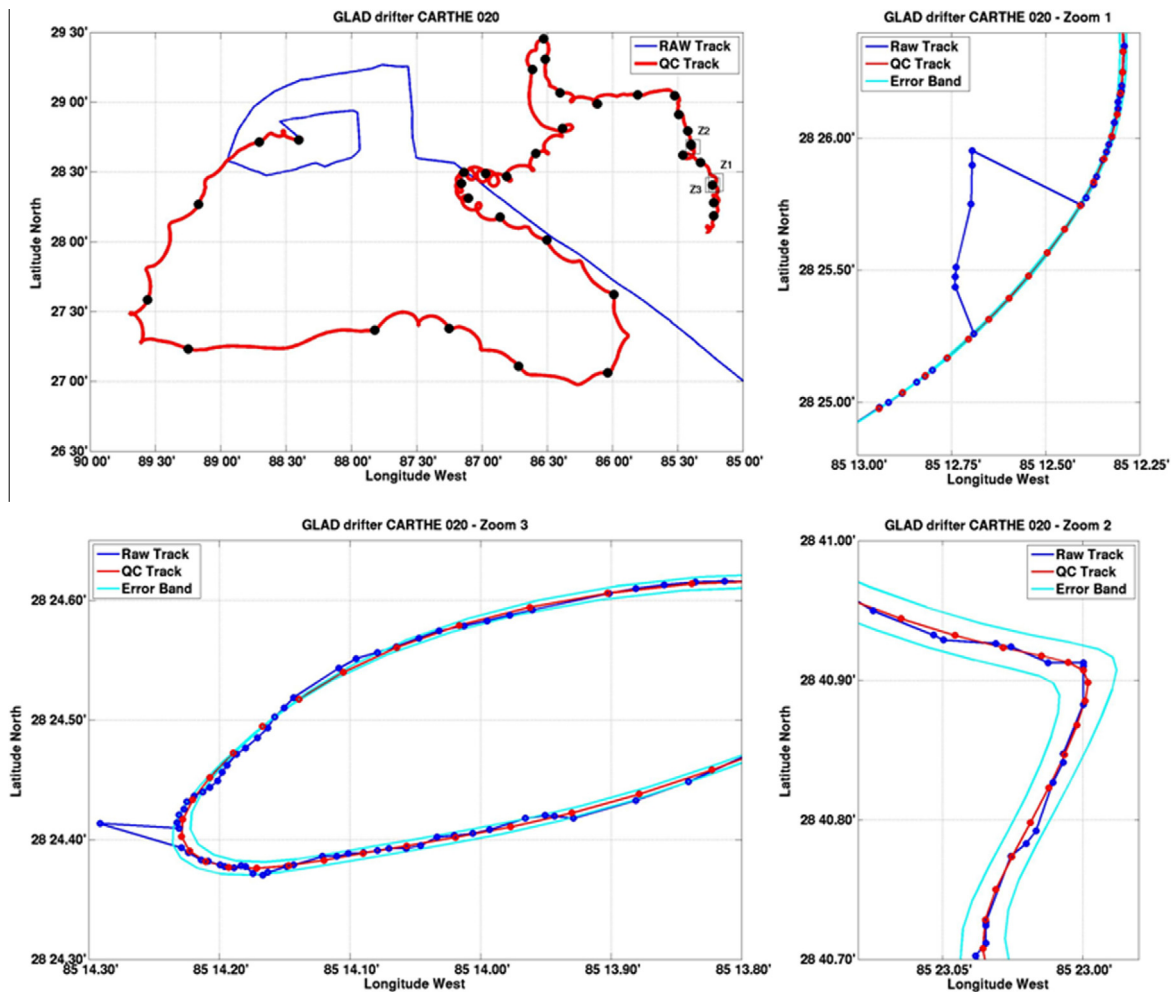 GLAD drifter CARTHE 020
29 30'
29 00'
28 30'
28 00'
27 30'
27 00'
26 30'
Latitude North
RAW Track
QC Track
Z2
Z1
Z3
90 00' 89 30' 89 00' 88 30' 88 00' 87 30' 87 00' 86 30' 86 00' 85 30' 85 00'
Longitude West
GLAD drifter CARTHE 020 - Zoom 1
Raw Track
QC Track
Error Band
28 26.00'
28 25.50'
28 25.00'
Latitude North
85 13.00' 85 12.75' 85 12.50' 85 12.25'
Longitude West
GLAD drifter CARTHE 020 - Zoom 3
Raw Track
QC Track
Error Band
28 24.60'
28 24.50'
28 24.40'
28 24.30'
Latitude North
85 14.30' 85 14.20' 85 14.10' 85 14.00' 85 13.90' 85 13.80'
Longitude West
GLAD drifter CARTHE 020 - Zoom 2
28 41.00'
Raw Track
QC Track
Error Band
28 40.90'
28 40.80'
28 40.70'
Latitude North
85 23.05' 85 23.00'
Longitude West